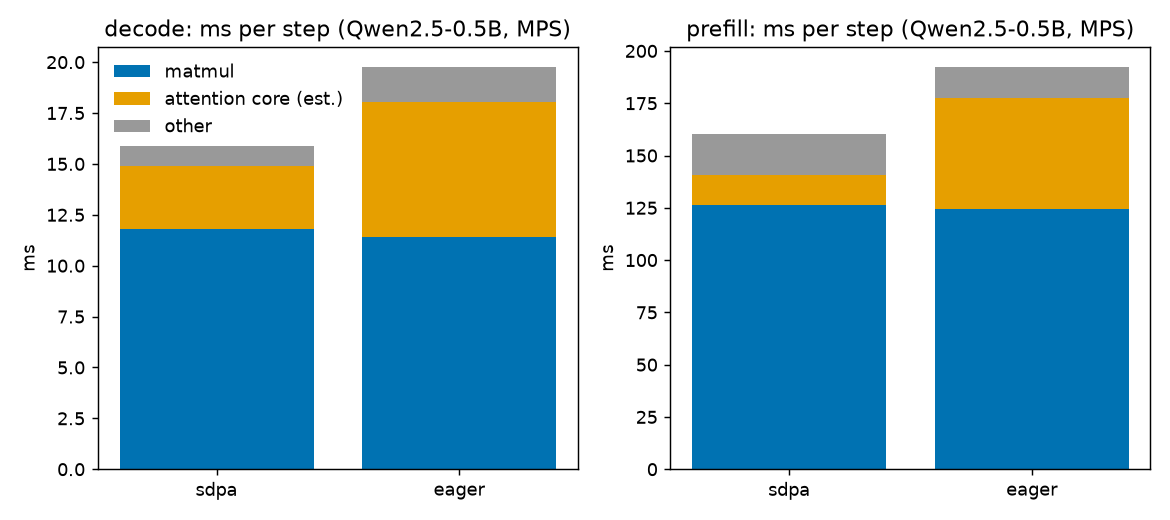 decode: ms per step (Qwen2.5-0.5B, MPS)
matmul
attention core (est.)
other
20.0
17.5
15.0
12.5
10.0
7.5
5.0
2.5
0.0
ms
sdpa
eager
prefill: ms per step (Qwen2.5-0.5B, MPS)
200
175
150
125
100
75
50
25
0
ms
sdpa
eager